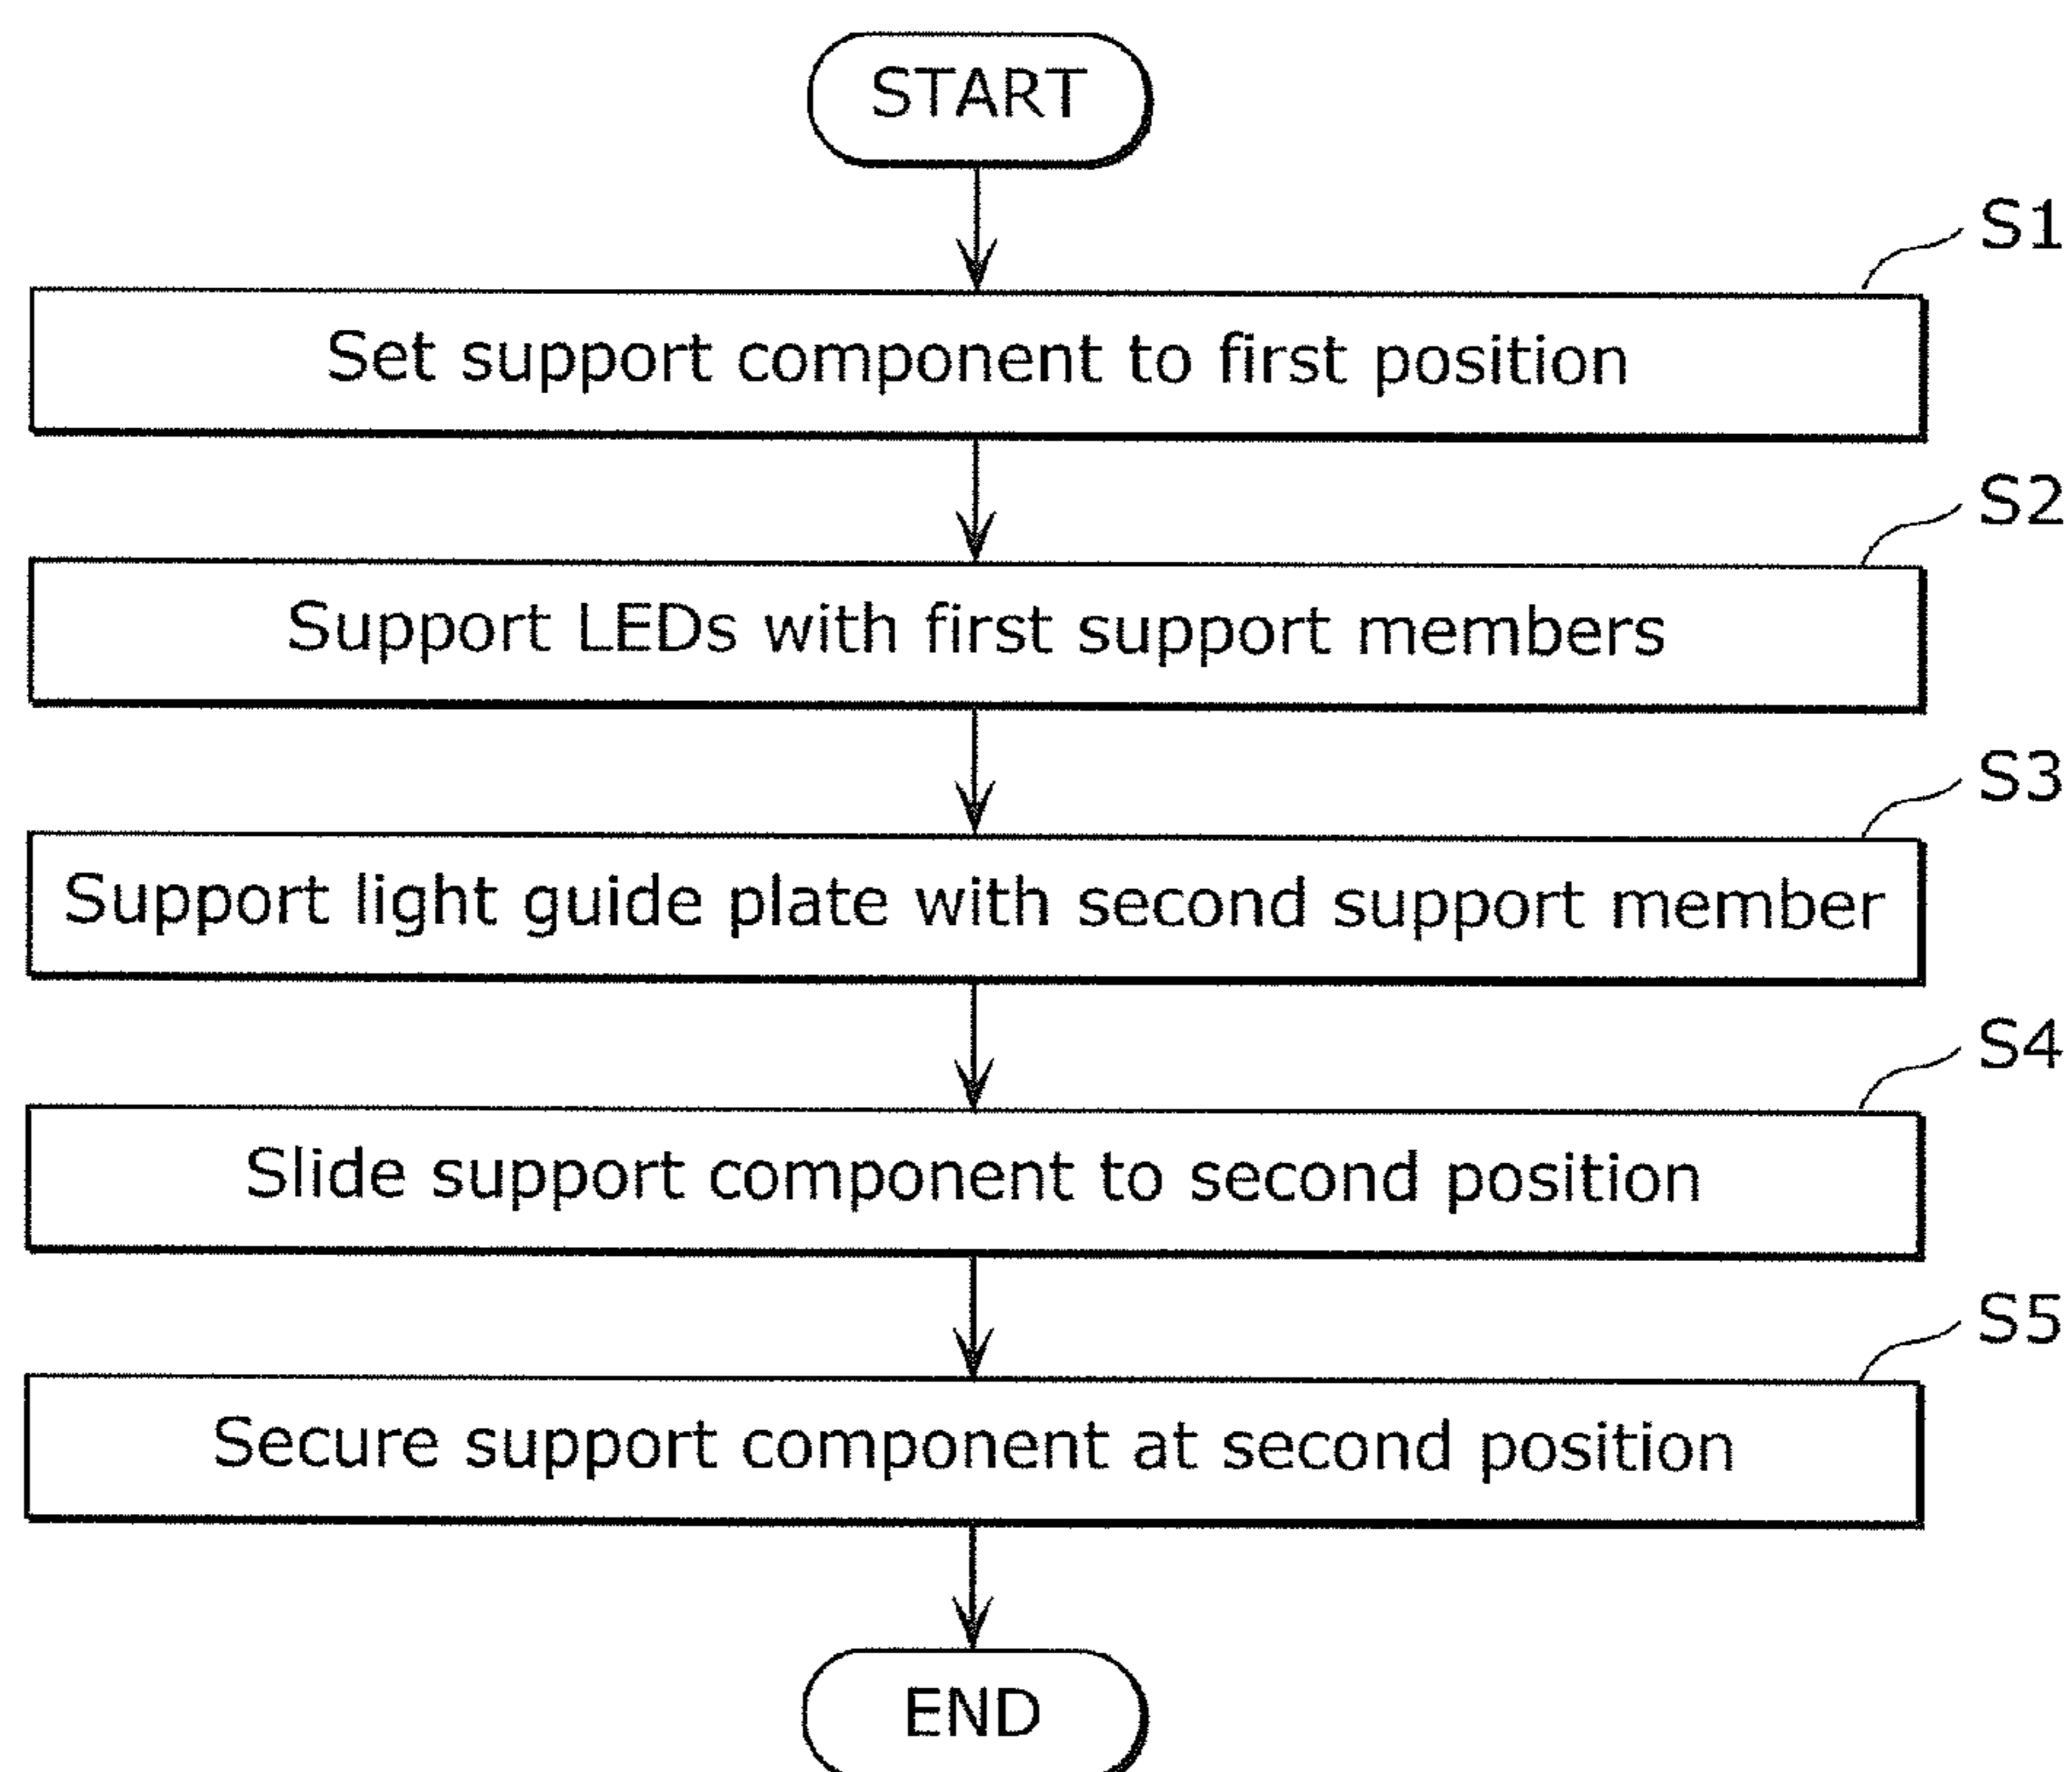 START
S1
Set support component to first position
S2
Support LEDs with first support members
S3
Support light guide plate with second support member
S4
Slide support component to second position
S5
Secure support component at second position
END